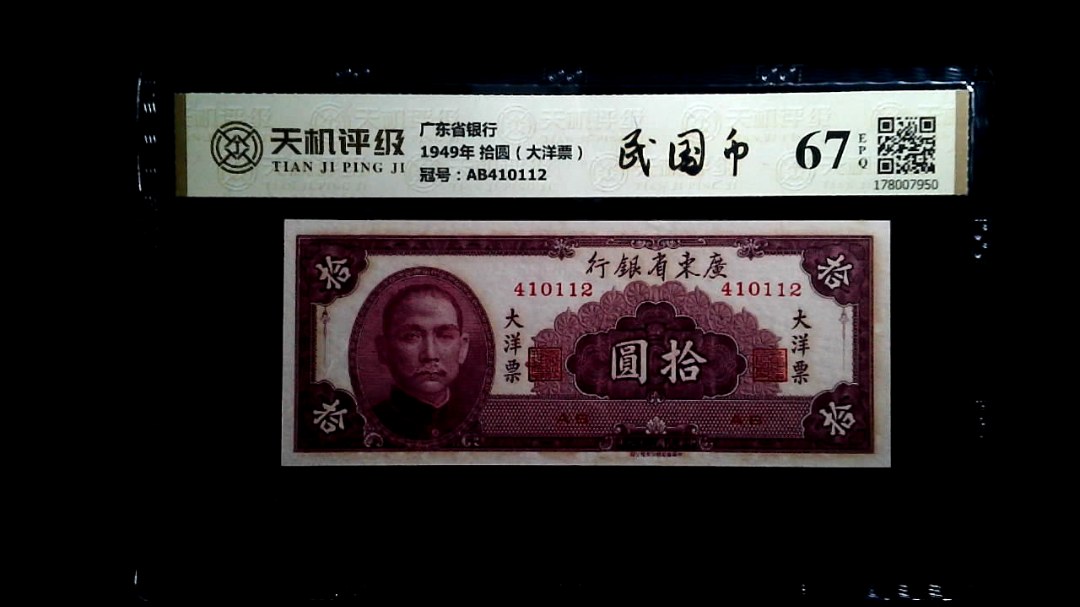 天机评级
TIAN JI PING JI
广东省银行
1949年 拾圆（大洋票）
冠号：AB410112
民国币
67
EPQ
178007950
行銀省東廣
410112 410112
拾 拾
大洋票 大洋票
圓拾
拾 拾
AB AB